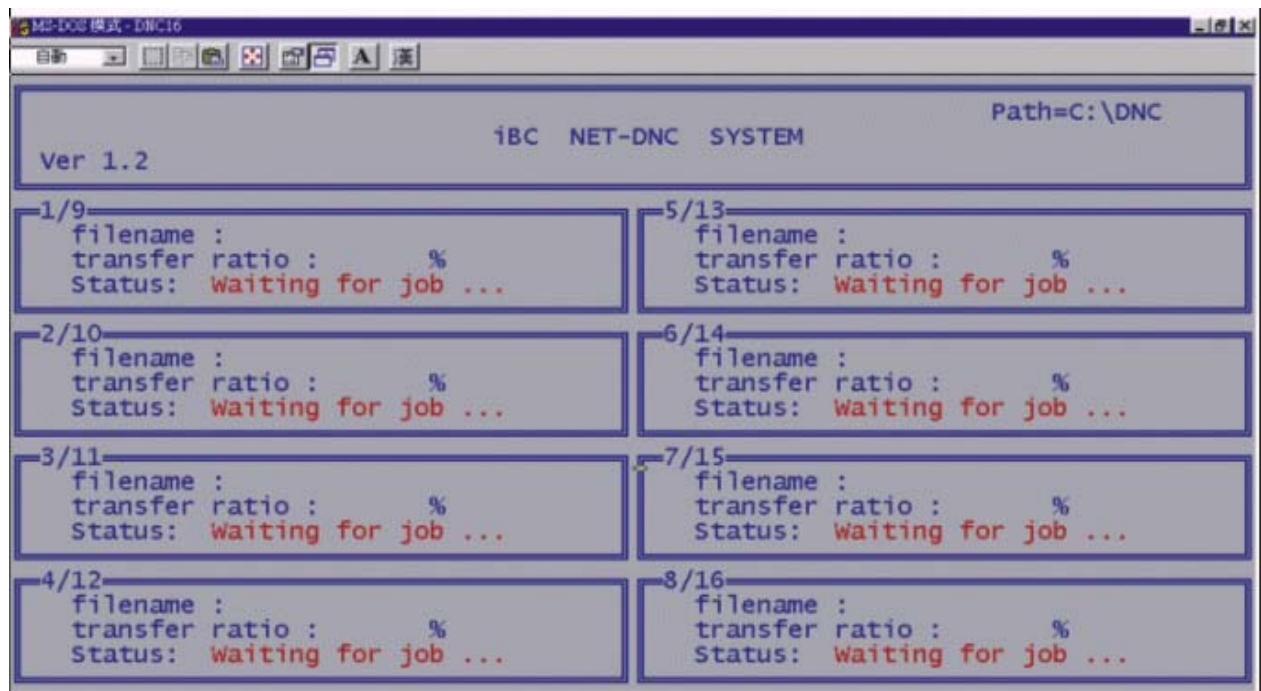 MS-DOS 模式 - DNC16
自動
A 漢
Path=C:\DNC
iBC NET-DNC SYSTEM
Ver 1.2
1/9
filename :
transfer ratio : %
Status: Waiting for job ...
2/10
filename :
transfer ratio : %
Status: Waiting for job ...
3/11
filename :
transfer ratio : %
Status: Waiting for job ...
4/12
filename :
transfer ratio : %
Status: Waiting for job ...
5/13
filename :
transfer ratio : %
Status: Waiting for job ...
6/14
filename :
transfer ratio : %
Status: Waiting for job ...
7/15
filename :
transfer ratio : %
Status: Waiting for job ...
8/16
filename :
transfer ratio : %
Status: Waiting for job ...